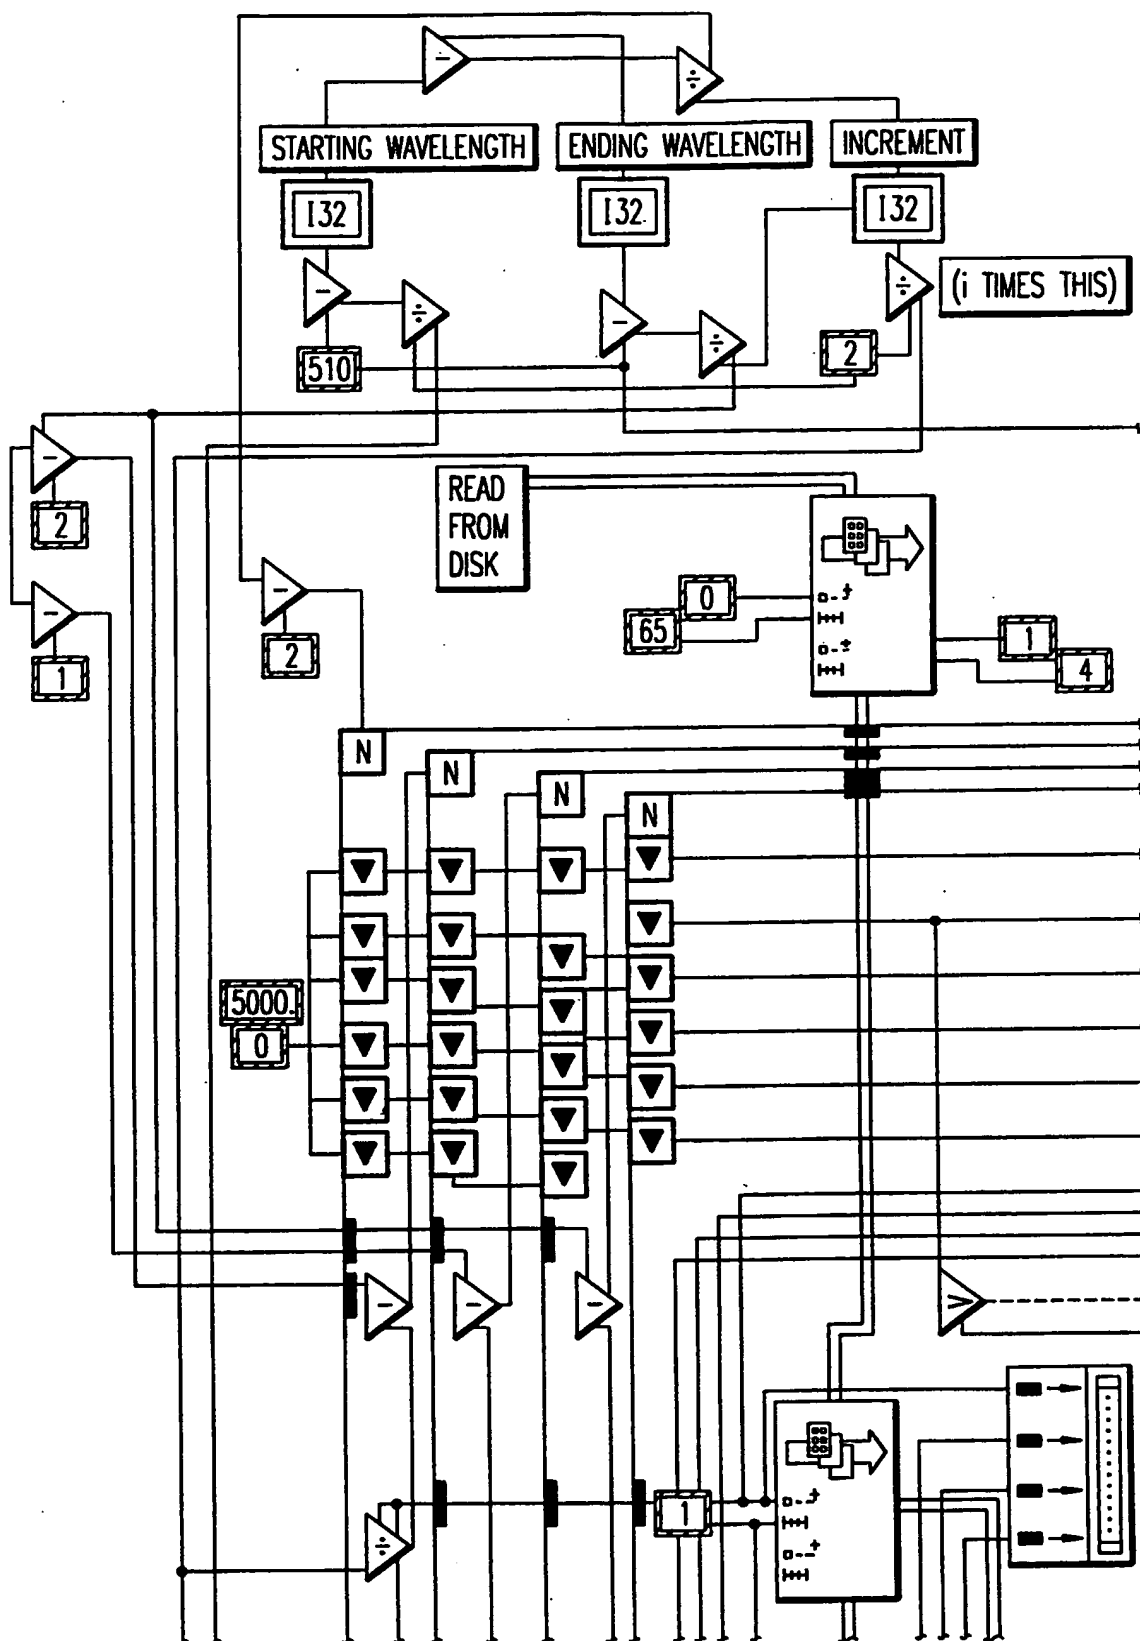 STARTING WAVELENGTH
ENDING WAVELENGTH
INCREMENT
I32
I32
I32
(i TIMES THIS)
510
2
READ
FROM
DISK
2
0
65
1
4
2
1
N
N
N
N
5000.
0
1